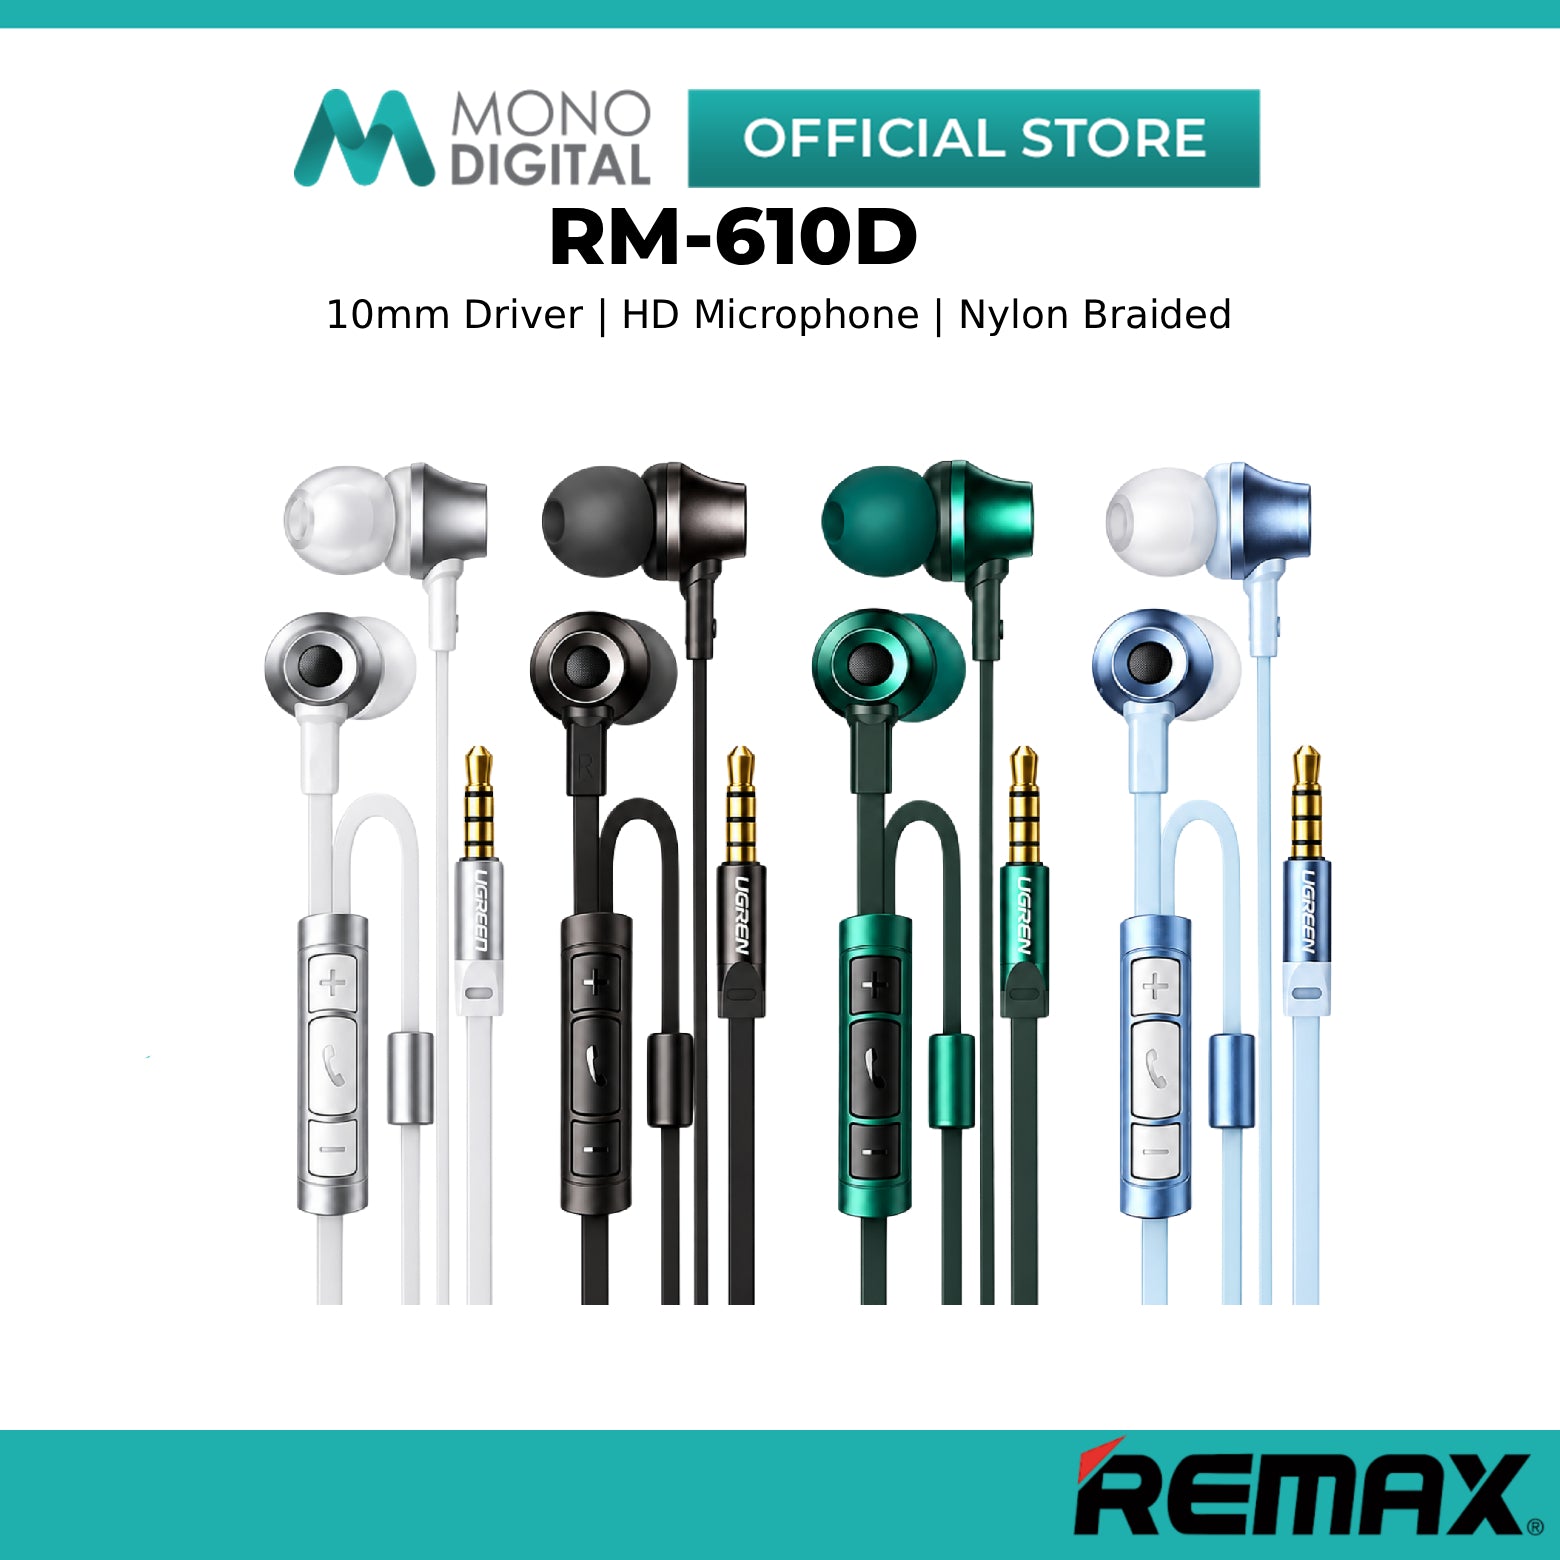 MONO
DIGITAL
OFFICIAL STORE
RM-610D
10mm Driver | HD Microphone | Nylon Braided
R
UGREEN
UGREEN
UGREEN
UGREEN
REMAX®